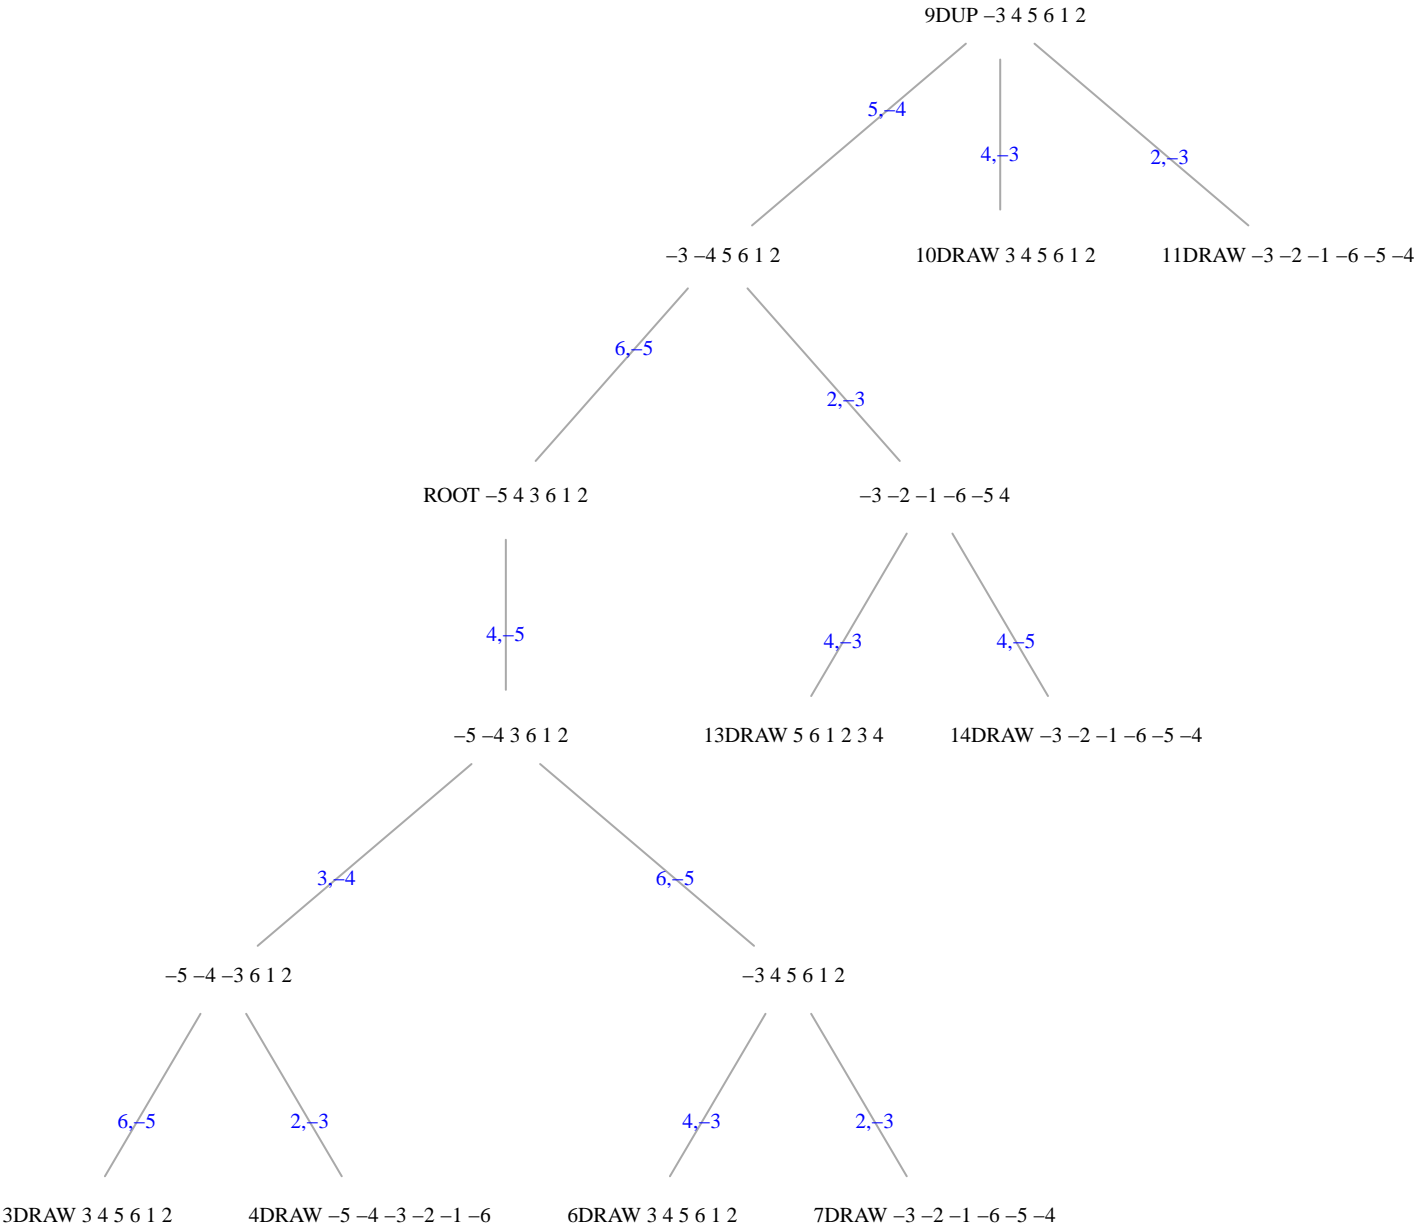 9DUP −3 4 5 6 1 2
5,−4
4,−3
2,−3
−3 −4 5 6 1 2
10DRAW 3 4 5 6 1 2
11DRAW −3 −2 −1 −6 −5 −4
6,−5
2,−3
ROOT −5 4 3 6 1 2
−3 −2 −1 −6 −5 4
4,−5
4,−3
4,−5
−5 −4 3 6 1 2
13DRAW 5 6 1 2 3 4
14DRAW −3 −2 −1 −6 −5 −4
3,−4
6,−5
−5 −4 −3 6 1 2
−3 4 5 6 1 2
6,−5
2,−3
4,−3
2,−3
3DRAW 3 4 5 6 1 2
4DRAW −5 −4 −3 −2 −1 −6
6DRAW 3 4 5 6 1 2
7DRAW −3 −2 −1 −6 −5 −4